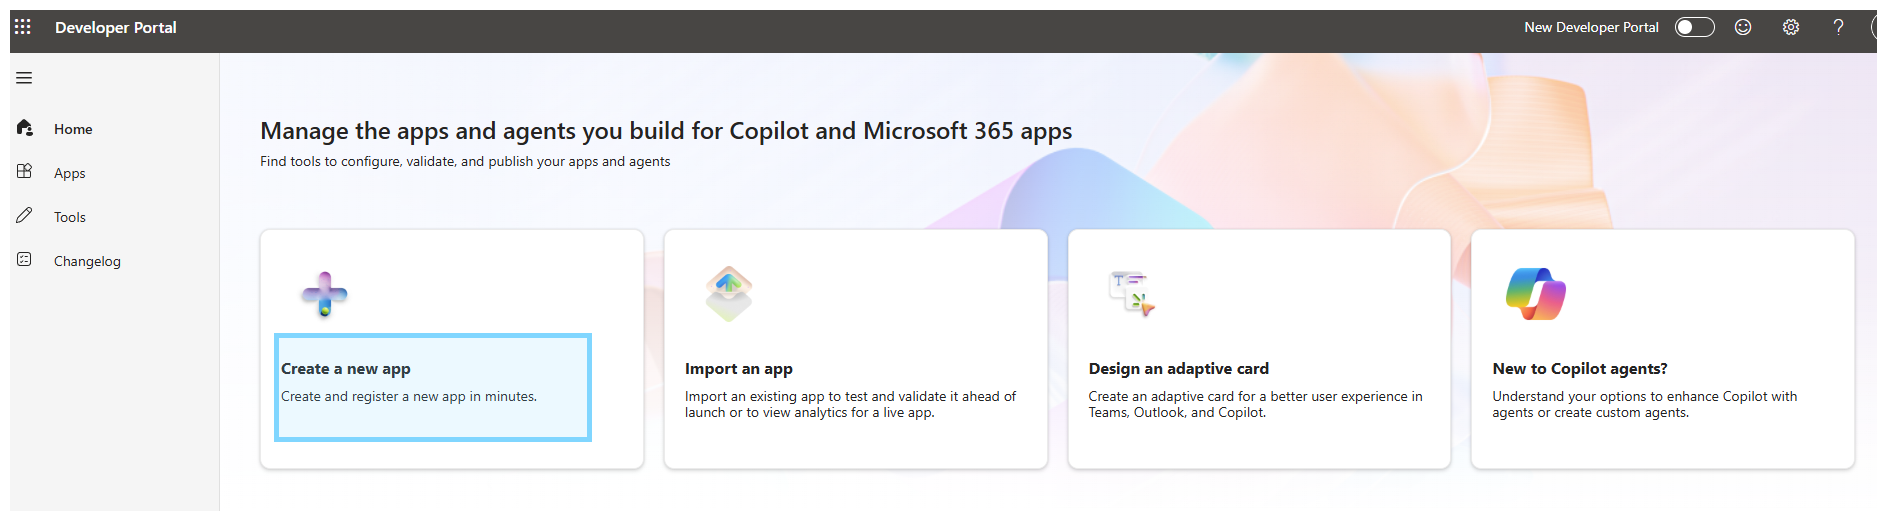 Developer Portal
New Developer Portal
Home
Apps
Tools
Changelog
Manage the apps and agents you build for Copilot and Microsoft 365 apps
Find tools to configure, validate, and publish your apps and agents
Create a new app
Create and register a new app in minutes.
Import an app
Import an existing app to test and validate it ahead of
launch or to view analytics for a live app.
Design an adaptive card
Create an adaptive card for a better user experience in
Teams, Outlook, and Copilot.
New to Copilot agents?
Understand your options to enhance Copilot with
agents or create custom agents.